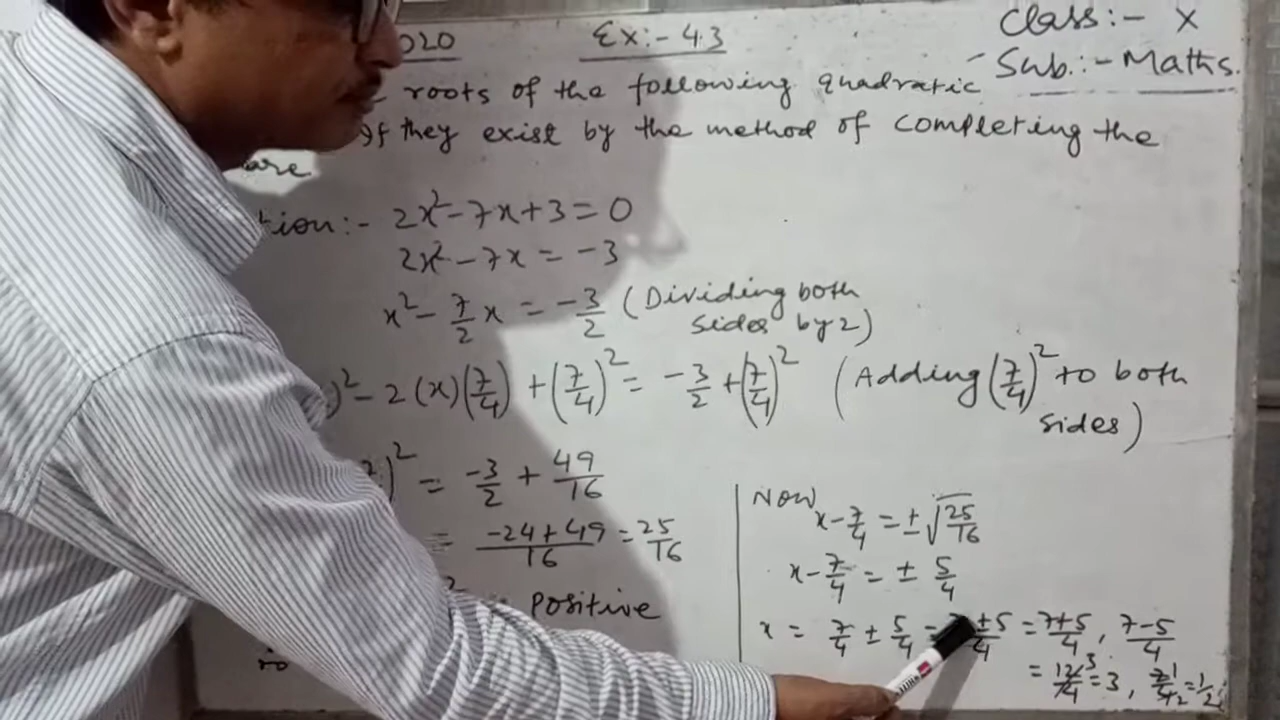 020 Ex:- 4.3 Class:- X
Sub.:- Maths.
roots of the following quadratic
If they exist by the method of completing the
are
tion:- 2x²-7x+3=0
2x²-7x = -3
x² - 7/2 x = -3/2 (Dividing both
sides by 2)
)² - 2(x)(7/4) + (7/4)² = -3/2 + (7/4)² (Adding (7/4)² to both
sides)
)² = -3/2 + 49/16
= -24+49/16 = 25/16
Positive
Now
x - 7/4 = ± √25/16
x - 7/4 = ± 5/4
x = 7/4 ± 5/4 = ±5/4 = 7+5/4, 7-5/4
= 12/4 3 = 3, 2/4 1 2 = 1/2